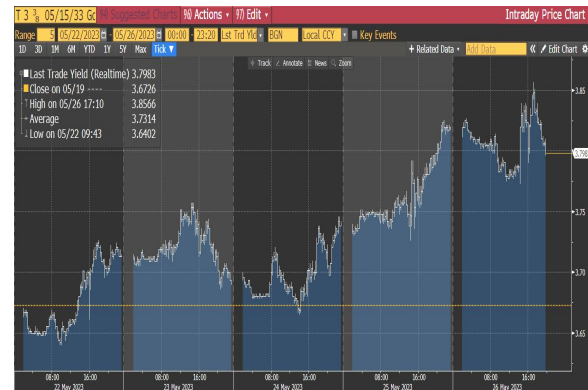 T 3 3/8 05/15/33 Go 94) Suggested Charts 96) Actions 97) Edit Intraday Price Chart
Range 5 05/22/2023 - 05/26/2023 00:00 - 23:20 Lst Trd Yld BGN Local CCY Key Events
1D 3D 1M 6M YTD 1Y 5Y Max Tick ▼ + Related Data Add Data « Edit Chart
Track Annotate News Zoom
Last Trade Yield (Realtime) 3.7983
Close on 05/19 ---- 3.6726
High on 05/26 17:10 3.8566
Average 3.7314
Low on 05/22 09:43 3.6402
3.85
3.798
3.75
3.70
3.65
08:00 16:00 08:00 16:00 08:00 16:00 08:00 16:00 08:00 16:00
22 May 2023 23 May 2023 24 May 2023 25 May 2023 26 May 2023